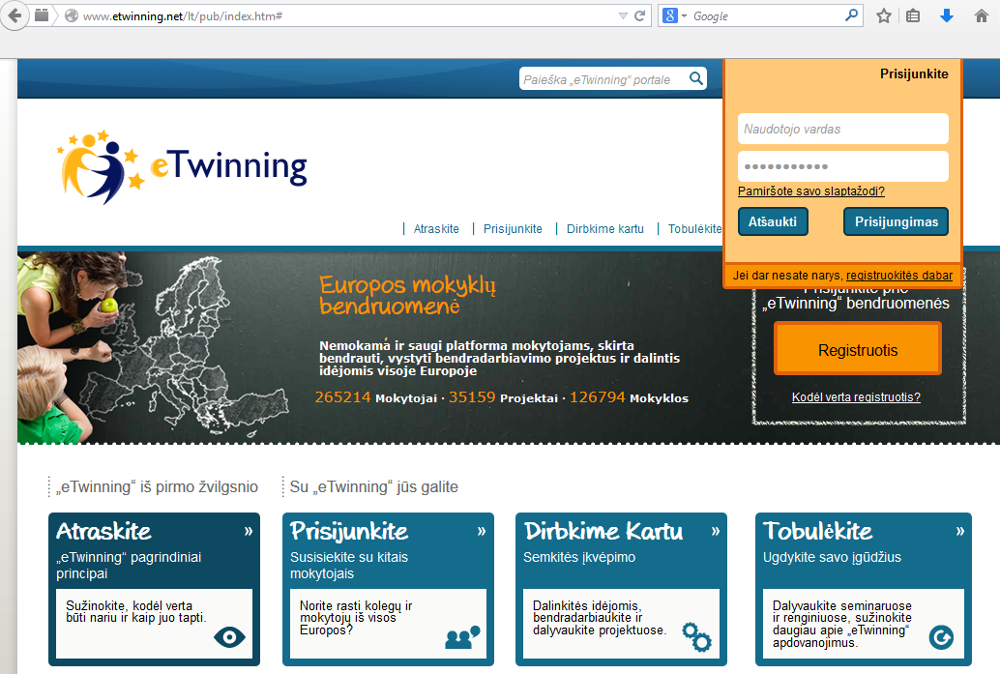 www.etwinning.net/lt/pub/index.htm#
Google
Paieška „eTwinning“ portale
Prisijunkite
Naudotojo vardas
Pamiršote savo slaptažodi?
Atšaukti
Prisijungimas
Jei dar nesate narys, registruokitės dabar
eTwinning
Atraskite
Prisijunkite
Dirbkime kartu
Tobulėkite
Europos mokyklų
bendruomenė
Nemokama ir saugi platforma mokytojams, skirta
bendrauti, vystyti bendradarbiavimo projektus ir dalintis
idėjomis visoje Europoje
265214 Mokytojai · 35159 Projektai · 126794 Mokyklos
Prisijunkite prie
„eTwinning“ bendruomenės
Registruotis
Kodėl verta registruotis?
„eTwinning“ iš pirmo žvilgsnio
Su „eTwinning“ jūs galite
Atraskite »
„eTwinning“ pagrindiniai
principai
Sužinokite, kodėl verta
būti nariu ir kaip juo tapti.
Prisijunkite »
Susisiekite su kitais
mokytojais
Norite rasti kolegų ir
mokytojų iš visos
Europos?
Dirbkime Kartu »
Semkitės įkvėpimo
Dalinkitės idėjomis,
bendradarbiaukite ir
dalyvaukite projektuose.
Tobulėkite »
Ugdykite savo įgūdžius
Dalyvaukite seminaruose
ir renginiuose, sužinokite
daugiau apie „eTwinning“
apdovanojimus.